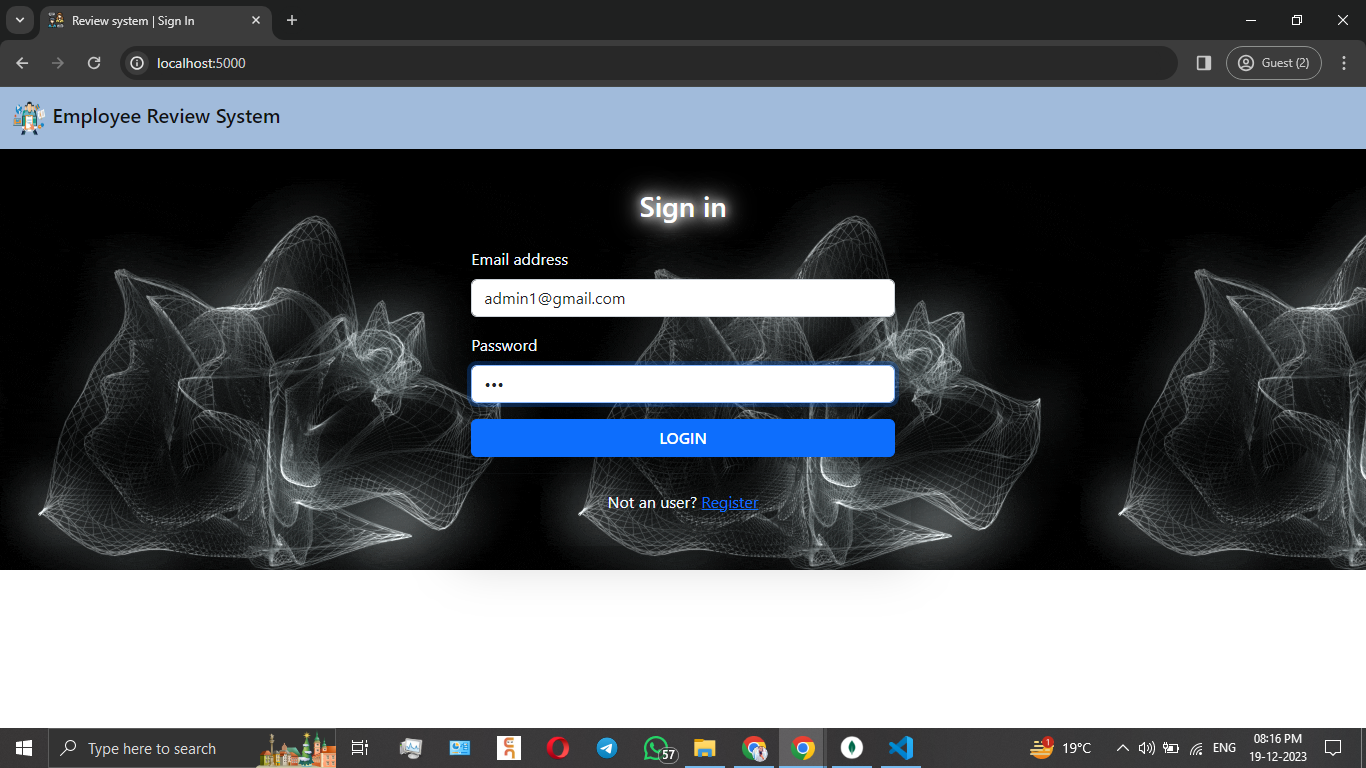 Review system | Sign In
localhost:5000
Guest (2)
Employee Review System
Sign in
Email address
admin1@gmail.com
Password
•••
LOGIN
Not an user? Register
Type here to search
57
1
19°C
ENG
08:16 PM
19-12-2023